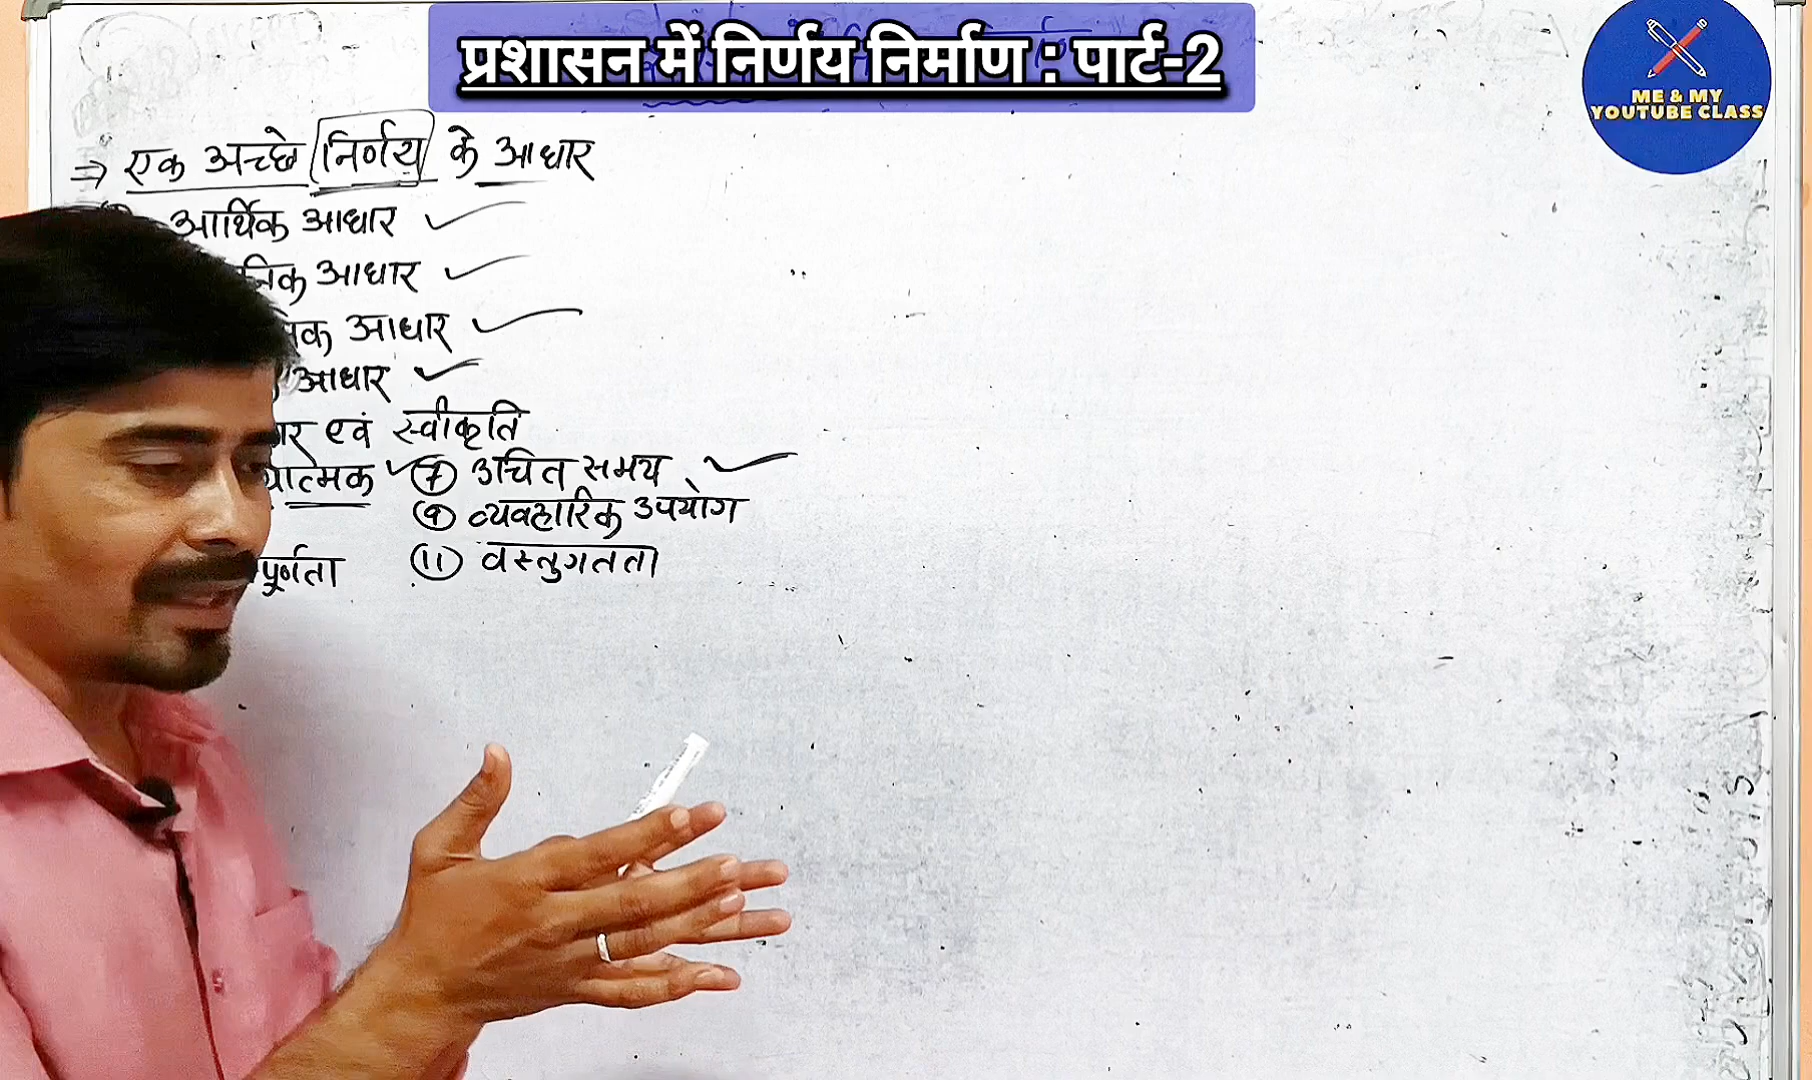 प्रशासन में निर्णय निर्माण : पार्ट-2
ME & MY
YOUTUBE CLASS
⇒ एक अच्छे निर्णय के आधार
आर्थिक आधार ✓
आधार ✓
आधार ✓
आधार ✓
एवं स्वीकृति
✓ (7) उचित समय ✓
(9) व्यवहारिक उपयोग
पूर्णता (11) वस्तुगतता